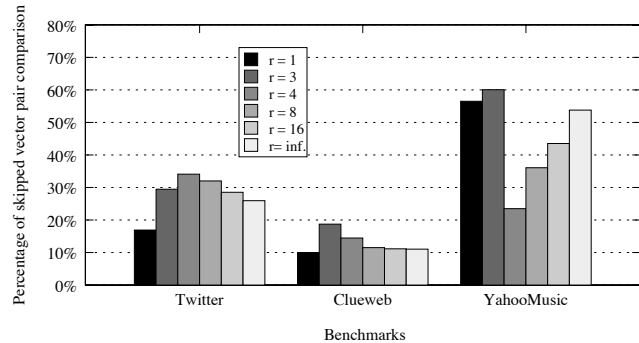 Percentage of skipped vector pair comparison
80%
70%
60%
50%
40%
30%
20%
10%
0%
r = 1
r = 3
r = 4
r = 8
r = 16
r= inf.
Twitter Clueweb YahooMusic
Benchmarks